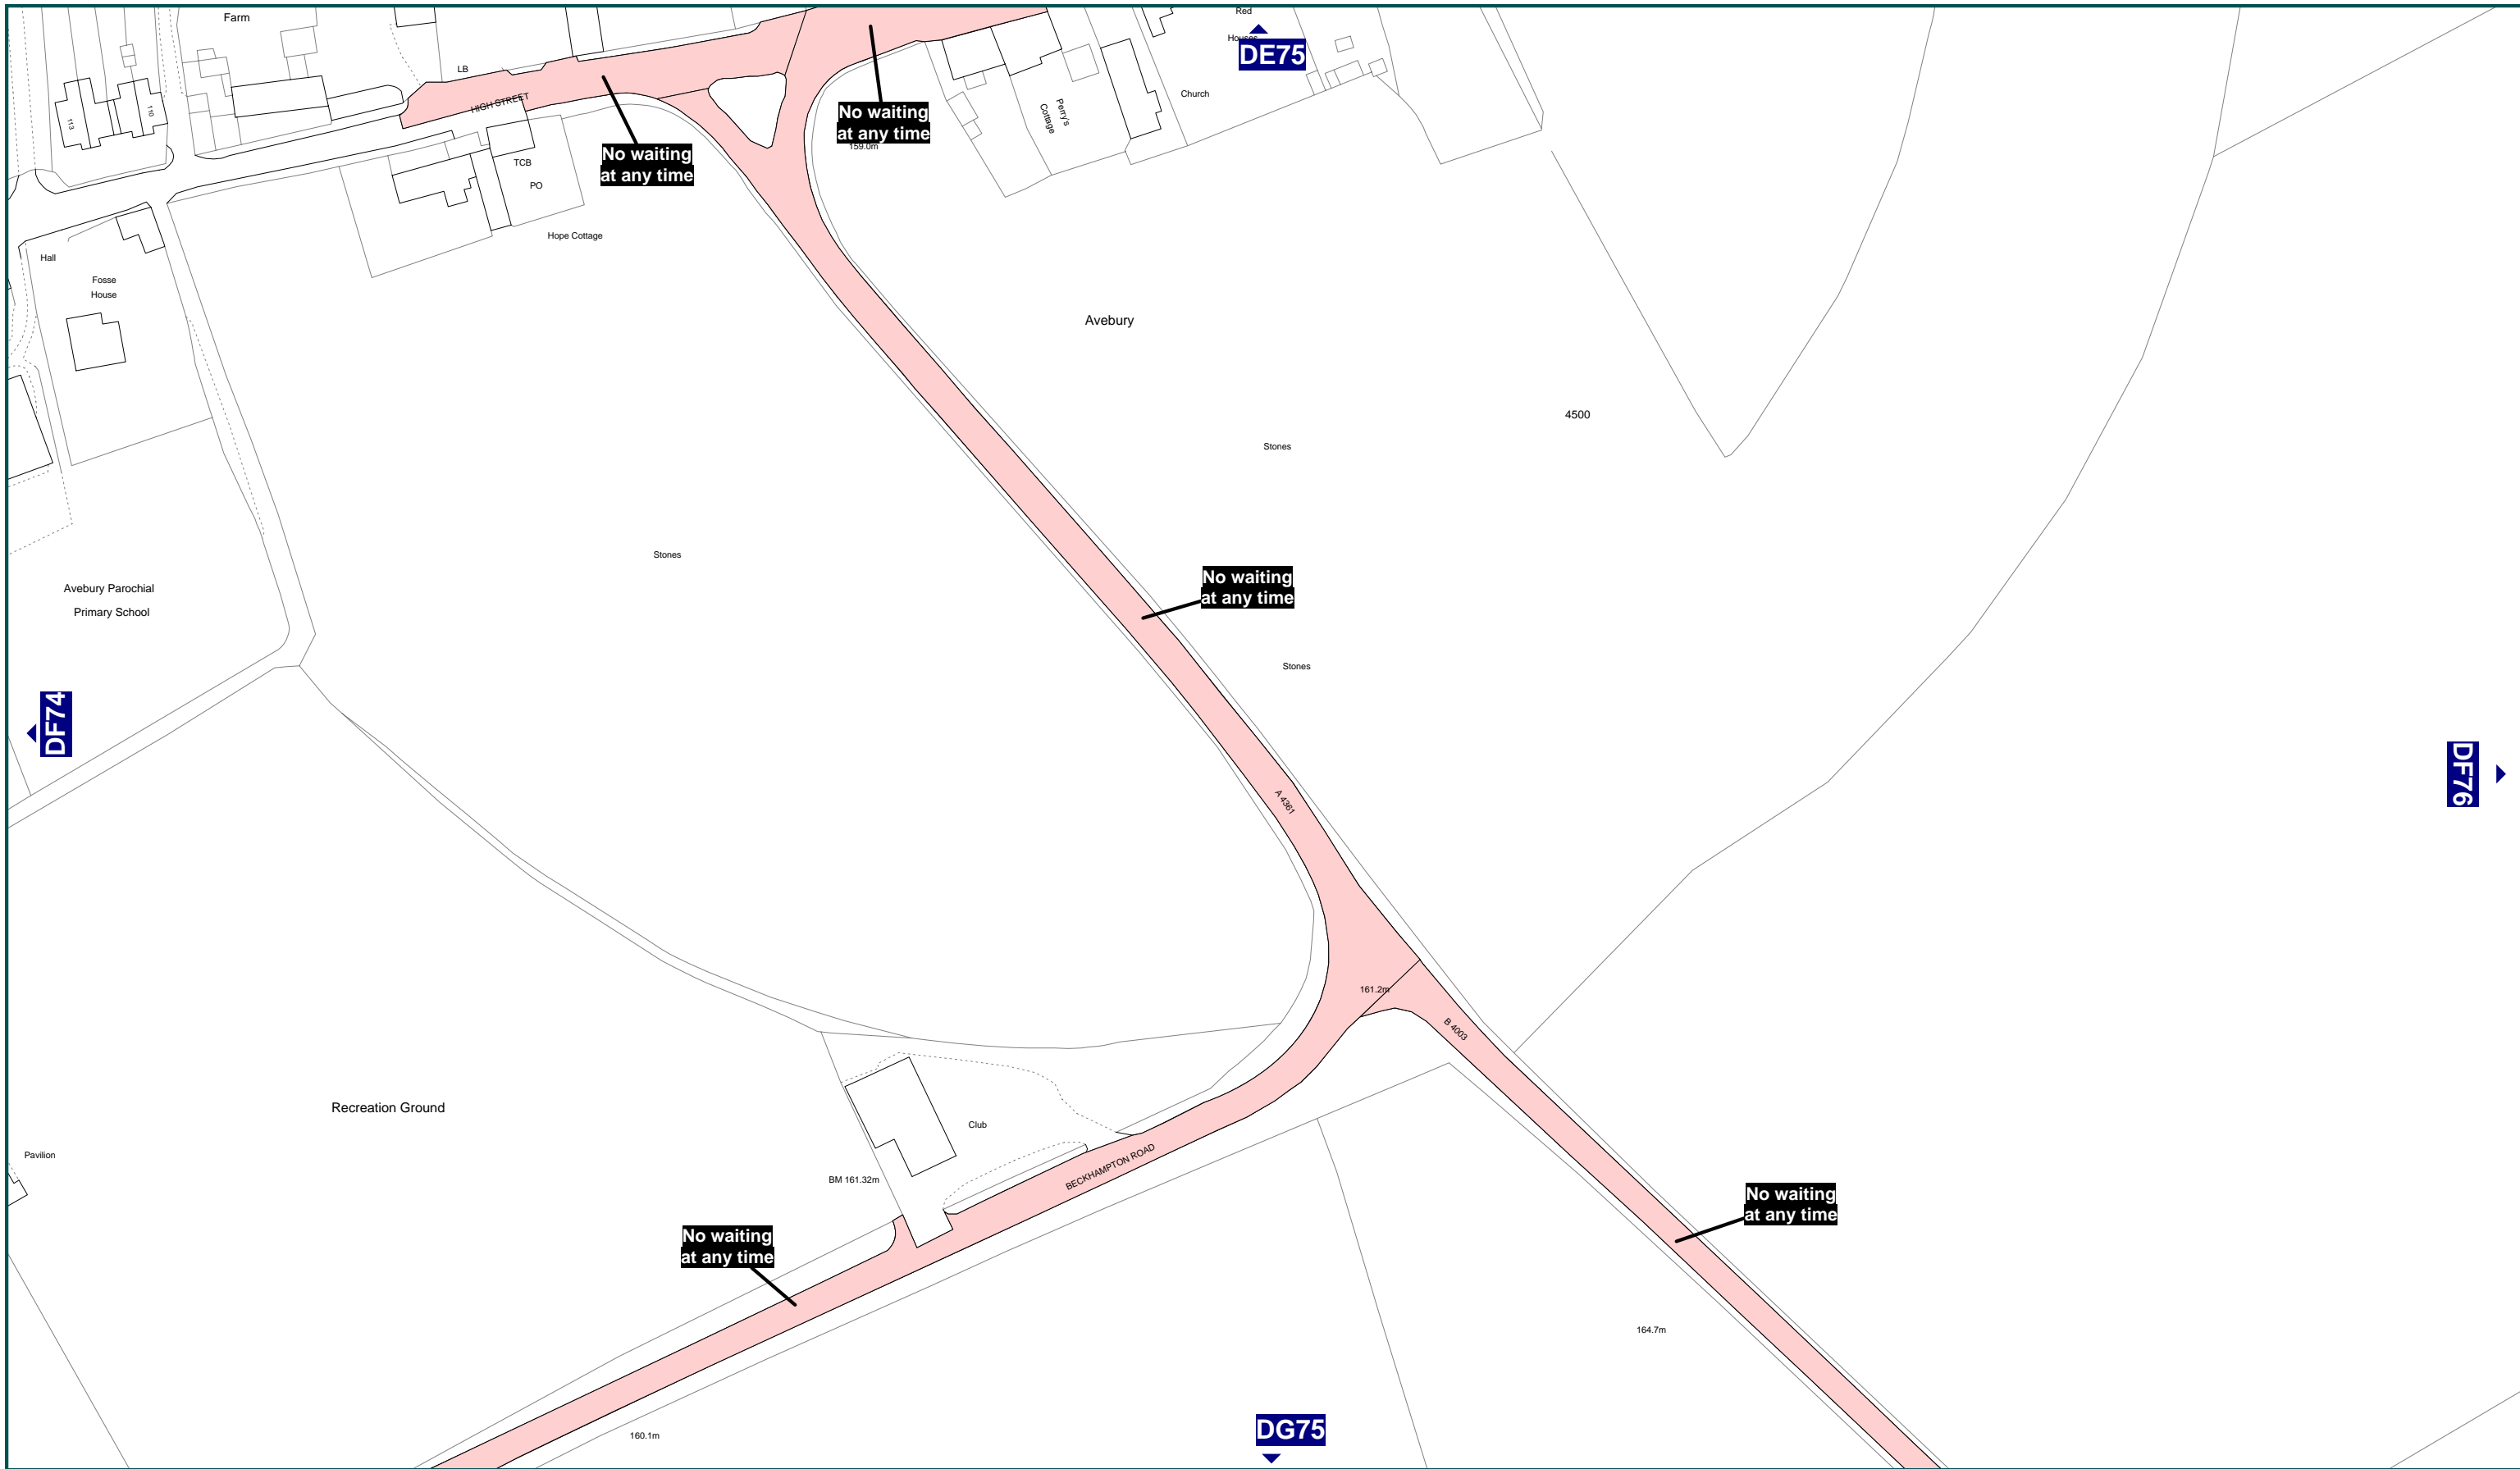 Farm
Red
Houses
DE75
LB
HIGH STREET
113
110
No waiting
at any time
159.0m
No waiting
at any time
Perry's
Cottage
Church
TCB
PO
Hope Cottage
Hall
Fosse
House
Avebury
4500
Stones
Stones
Avebury Parochial
Primary School
No waiting
at any time
Stones
DF74
DF76
A 4361
161.2m
B 4003
Recreation Ground
Club
Pavilion
BECKHAMPTON ROAD
BM 161.32m
No waiting
at any time
No waiting
at any time
164.7m
160.1m
DG75